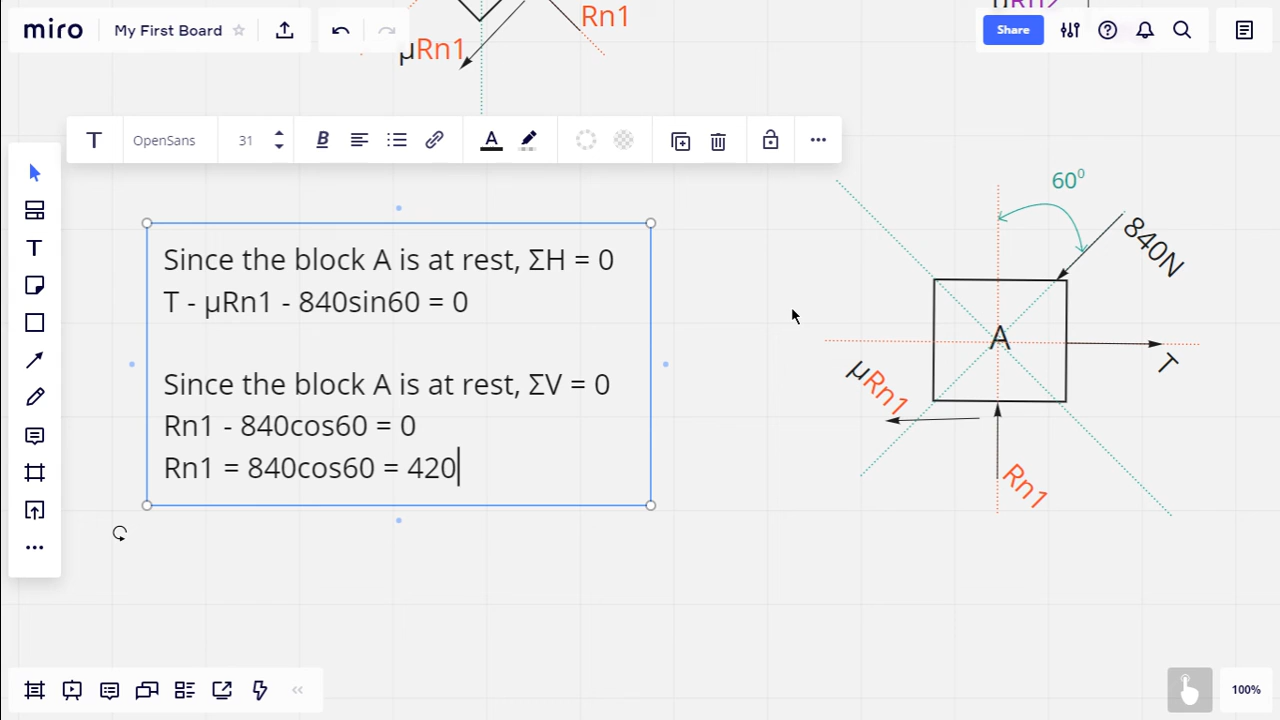 μRn1
Rn1
μRn2
miro
My First Board
Share
OpenSans
31
B
A
T
Since the block A is at rest, ΣH = 0
T - μRn1 - 840sin60 = 0
Since the block A is at rest, ΣV = 0
Rn1 - 840cos60 = 0
Rn1 = 840cos60 = 420
60⁰
840N
A
T
μRn1
Rn1
100%